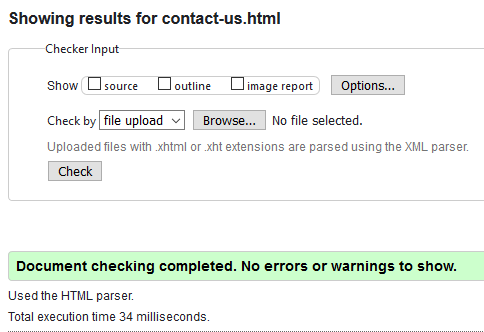 Showing results for contact-us.html
Checker Input
Show source outline image report Options...
Check by file upload Browse... No file selected.
Uploaded files with .xhtml or .xht extensions are parsed using the XML parser.
Check
Document checking completed. No errors or warnings to show.
Used the HTML parser.
Total execution time 34 milliseconds.